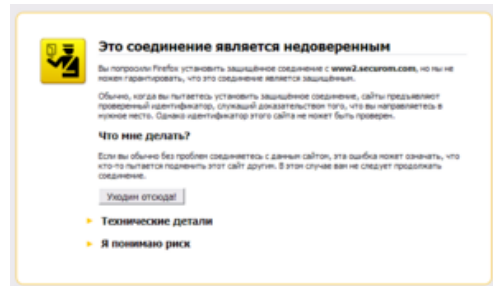 Это соединение является недоверенным
Вы попросили Firefox установить защищённое соединение с www2.securom.com, но мы не
можем гарантировать, что это соединение является защищённым.
Обычно, когда вы пытаетесь установить защищённое соединение, сайты предъявляют
проверенный идентификатор, служащий доказательством того, что вы направляетесь в
нужное место. Однако идентификатор этого сайта не может быть проверен.
Что мне делать?
Если вы обычно без проблем соединяетесь с данным сайтом, эта ошибка может означать, что
кто-то пытается подменить этот сайт другим. В этом случае вам не следует продолжать
соединение.
Уходим отсюда!
Технические детали
Я понимаю риск